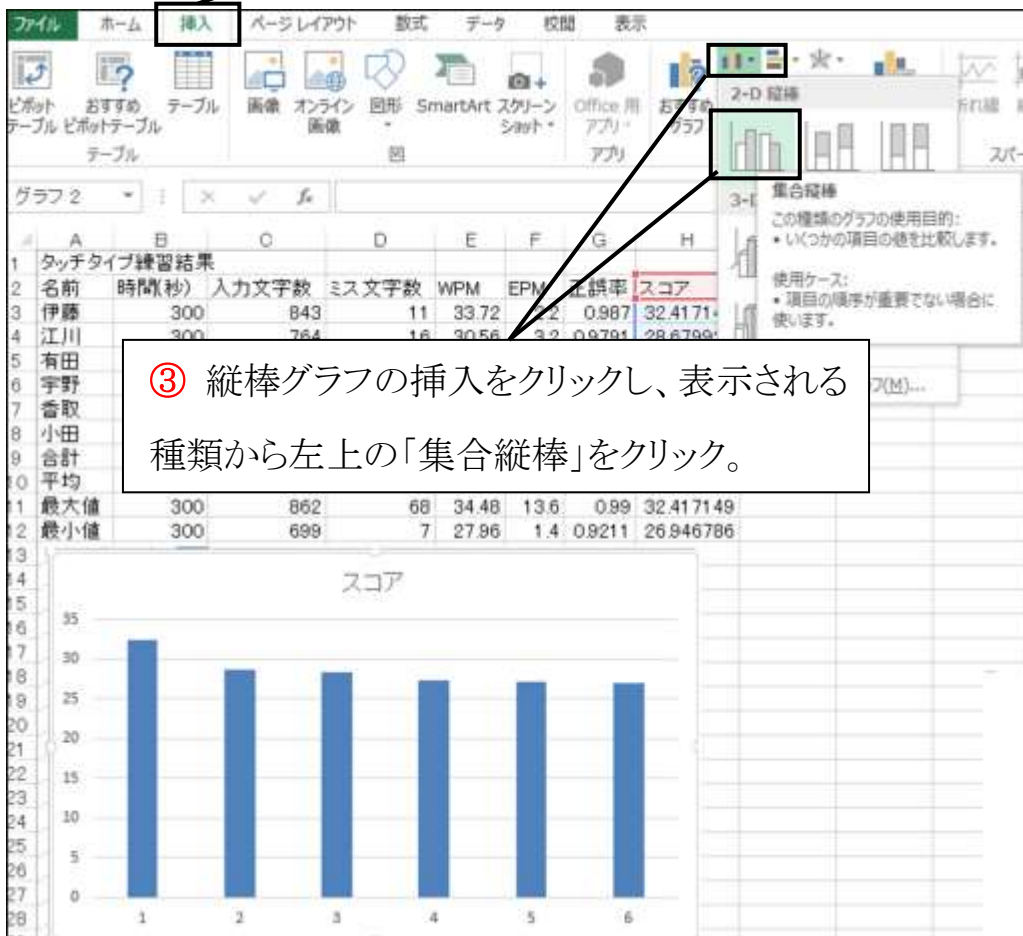 ファイル ホーム 挿入 ページ レイアウト 数式 データ 校閲 表示
ピボット おすすめ テーブル 画像 オンライン 図形 SmartArt スクリーン Office 用 おすすめ
テーブル ピボットテーブル 画像 ショット アプリ グラフ
テーブル 図 アプリ
2-D 縦棒
集合縦棒
この種類のグラフの使用目的:
• いくつかの項目の値を比較します。
使用ケース:
• 項目の順序が重要でない場合に
使います。
グラフ 2
A B C D E F G H
1 タッチタイプ練習結果
2 名前 時間(秒) 入力文字数 ミス文字数 WPM EPM 正誤率 スコア
3 伊藤 300 843 11 33.72 0.987
4 江川 300 764 16 30.56 3.2 0.9791
5 有田
6 宇野
7 香取
8 小田
9 合計
10 平均
11 最大値 300 862 68 34.48 13.6 0.99 32.417149
12 最小値 300 699 7 27.96 1.4 0.9211 26.946786
③ 縦棒グラフの挿入をクリックし、表示される
種類から左上の「集合縦棒」をクリック。
スコア
35
30
25
20
15
10
5
0
1 2 3 4 5 6